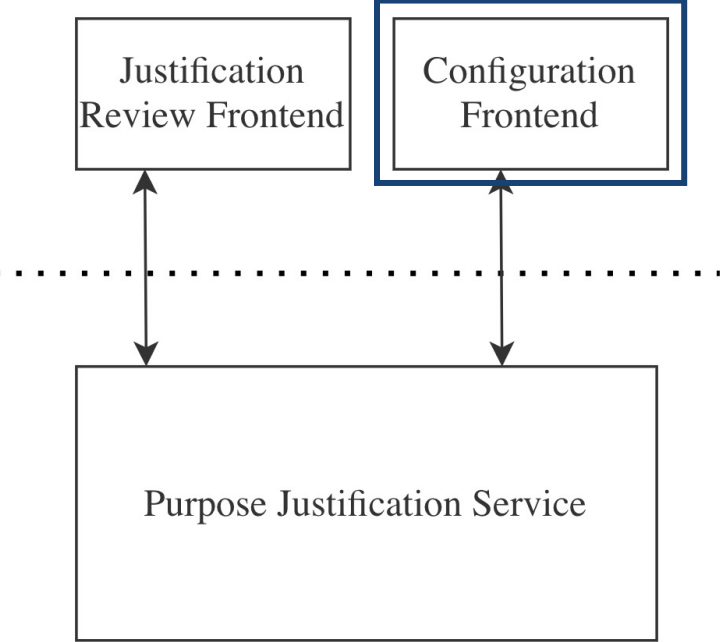 Justification
Review Frontend
Configuration
Frontend
Purpose Justification Service